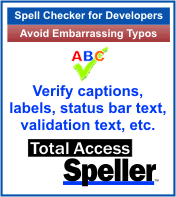 Spell Checker for Developers
Avoid Embarrassing Typos
ABC
Verify captions,
labels, status bar text,
validation text, etc.
Total Access
Speller™